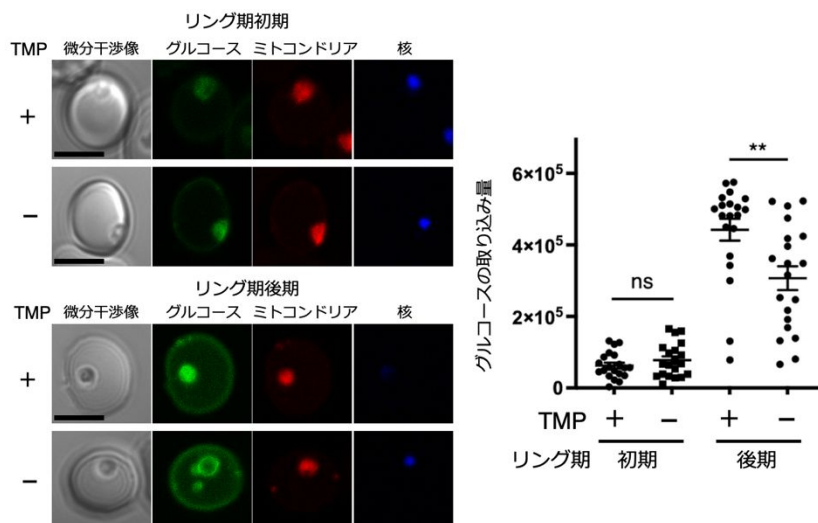 リング期初期
TMP 微分干渉像 グルコース ミトコンドリア 核
+
−
リング期後期
TMP 微分干渉像 グルコース ミトコンドリア 核
+
−
グルコースの取り込み量
6×10⁵
4×10⁵
2×10⁵
0
ns
**
TMP + − + −
リング期 初期 後期